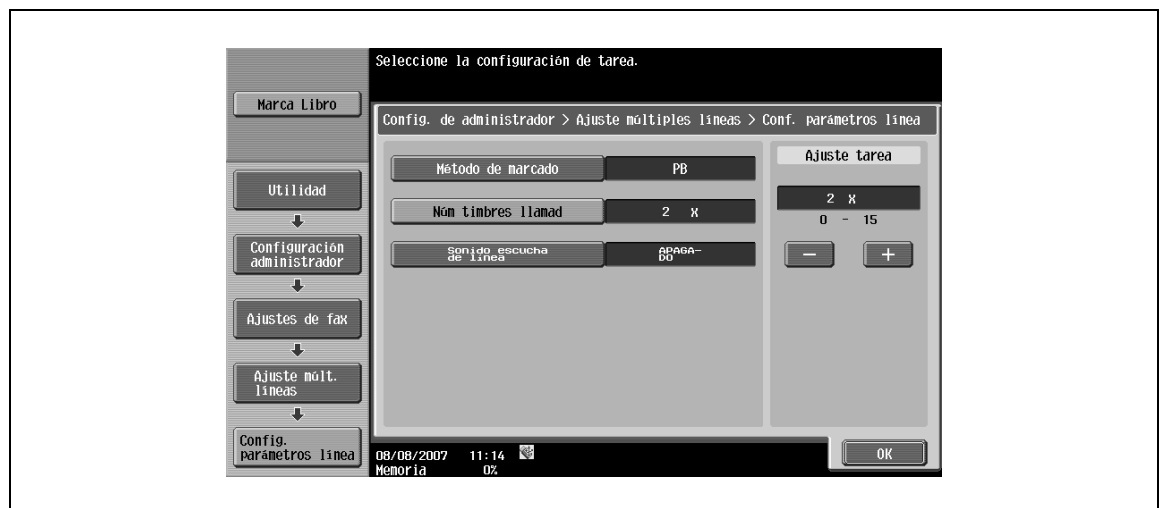 Seleccione la configuración de tarea.
Marca Libro
Config. de administrador > Ajuste múltiples líneas > Conf. parámetros línea
Utilidad
Configuración
administrador
Ajustes de fax
Ajuste múlt.
líneas
Config.
parámetros línea
Método de marcado
PB
Núm timbres llamad
2 X
Sonido escucha
de línea
APAGA-
DO
Ajuste tarea
2 X
0 - 15
− +
08/08/2007 11:14
Memoria 0%
OK